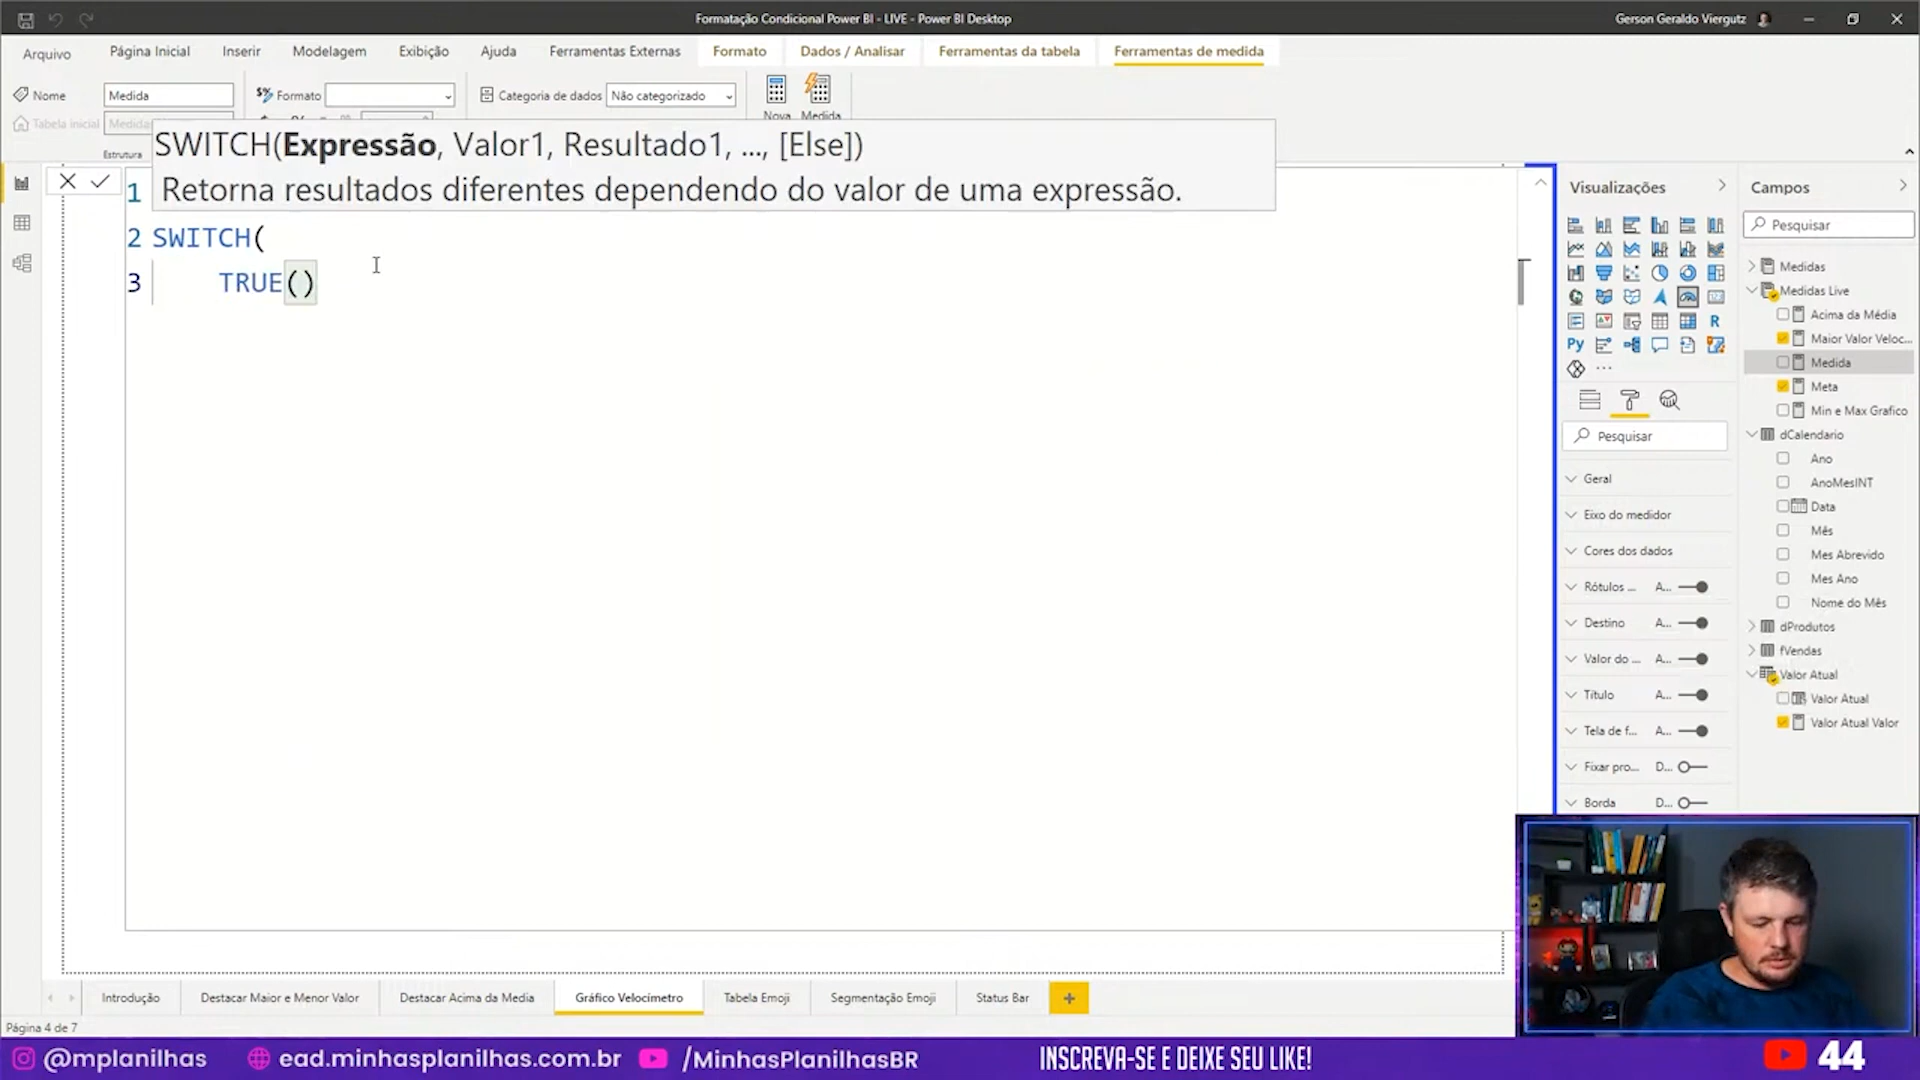 Formatação Condicional Power BI - LIVE - Power BI Desktop
Gerson Geraldo Viergutz
Arquivo
Página Inicial
Inserir
Modelagem
Exibição
Ajuda
Ferramentas Externas
Formato
Dados / Analisar
Ferramentas da tabela
Ferramentas de medida
Nome
Medida
Formato
Categoria de dados
Não categorizado
Nova
Medida
Tabela inicial
Estrutura
SWITCH(Expressão, Valor1, Resultado1, ..., [Else])
Retorna resultados diferentes dependendo do valor de uma expressão.
1
2 SWITCH(
3 TRUE()
Visualizações
Pesquisar
Geral
Eixo do medidor
Cores dos dados
Rótulos ... A...
Destino A...
Valor do ... A...
Título A...
Tela de f... A...
Fixar pro... D...
Borda D...
Campos
Pesquisar
Medidas
Medidas Live
Acima da Média
Maior Valor Veloc...
Medida
Meta
Min e Max Grafico
dCalendario
Ano
AnoMesINT
Data
Mês
Mes Abrevido
Mes Ano
Nome do Mês
dProdutos
fVendas
Valor Atual
Valor Atual
Valor Atual Valor
Introdução
Destacar Maior e Menor Valor
Destacar Acima da Media
Gráfico Velocímetro
Tabela Emoji
Segmentação Emoji
Status Bar
+
Página 4 de 7
@mplanilhas
ead.minhasplanilhas.com.br
/MinhasPlanilhasBR
INSCREVA-SE E DEIXE SEU LIKE!
44